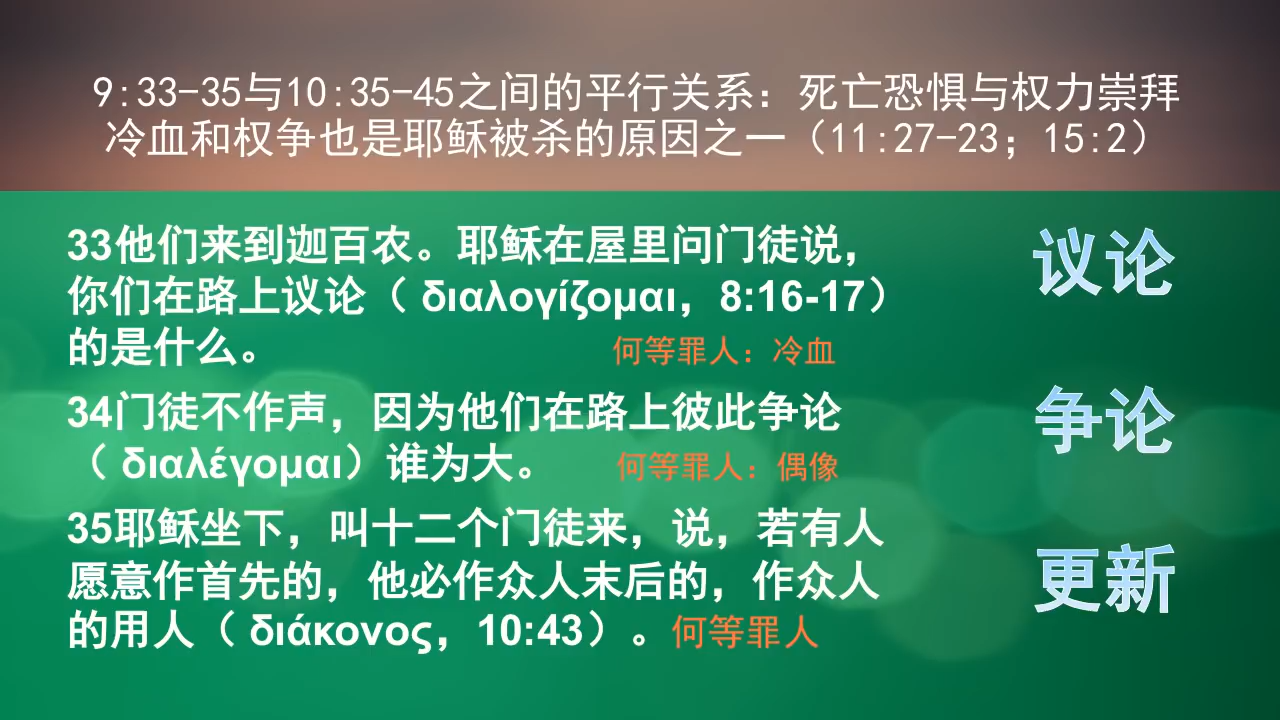 9:33-35与10:35-45之间的平行关系：死亡恐惧与权力崇拜
冷血和权争也是耶稣被杀的原因之一（11:27-23；15:2）
33他们来到迦百农。耶稣在屋里问门徒说，
你们在路上议论（ διαλογίζομαι，8:16-17）
的是什么。
何等罪人：冷血
议论
34门徒不作声，因为他们在路上彼此争论
（ διαλέγομαι）谁为大。
何等罪人：偶像
争论
35耶稣坐下，叫十二个门徒来，说，若有人
愿意作首先的，他必作众人末后的，作众人
的用人（ διάκονος，10:43）。何等罪人
更新